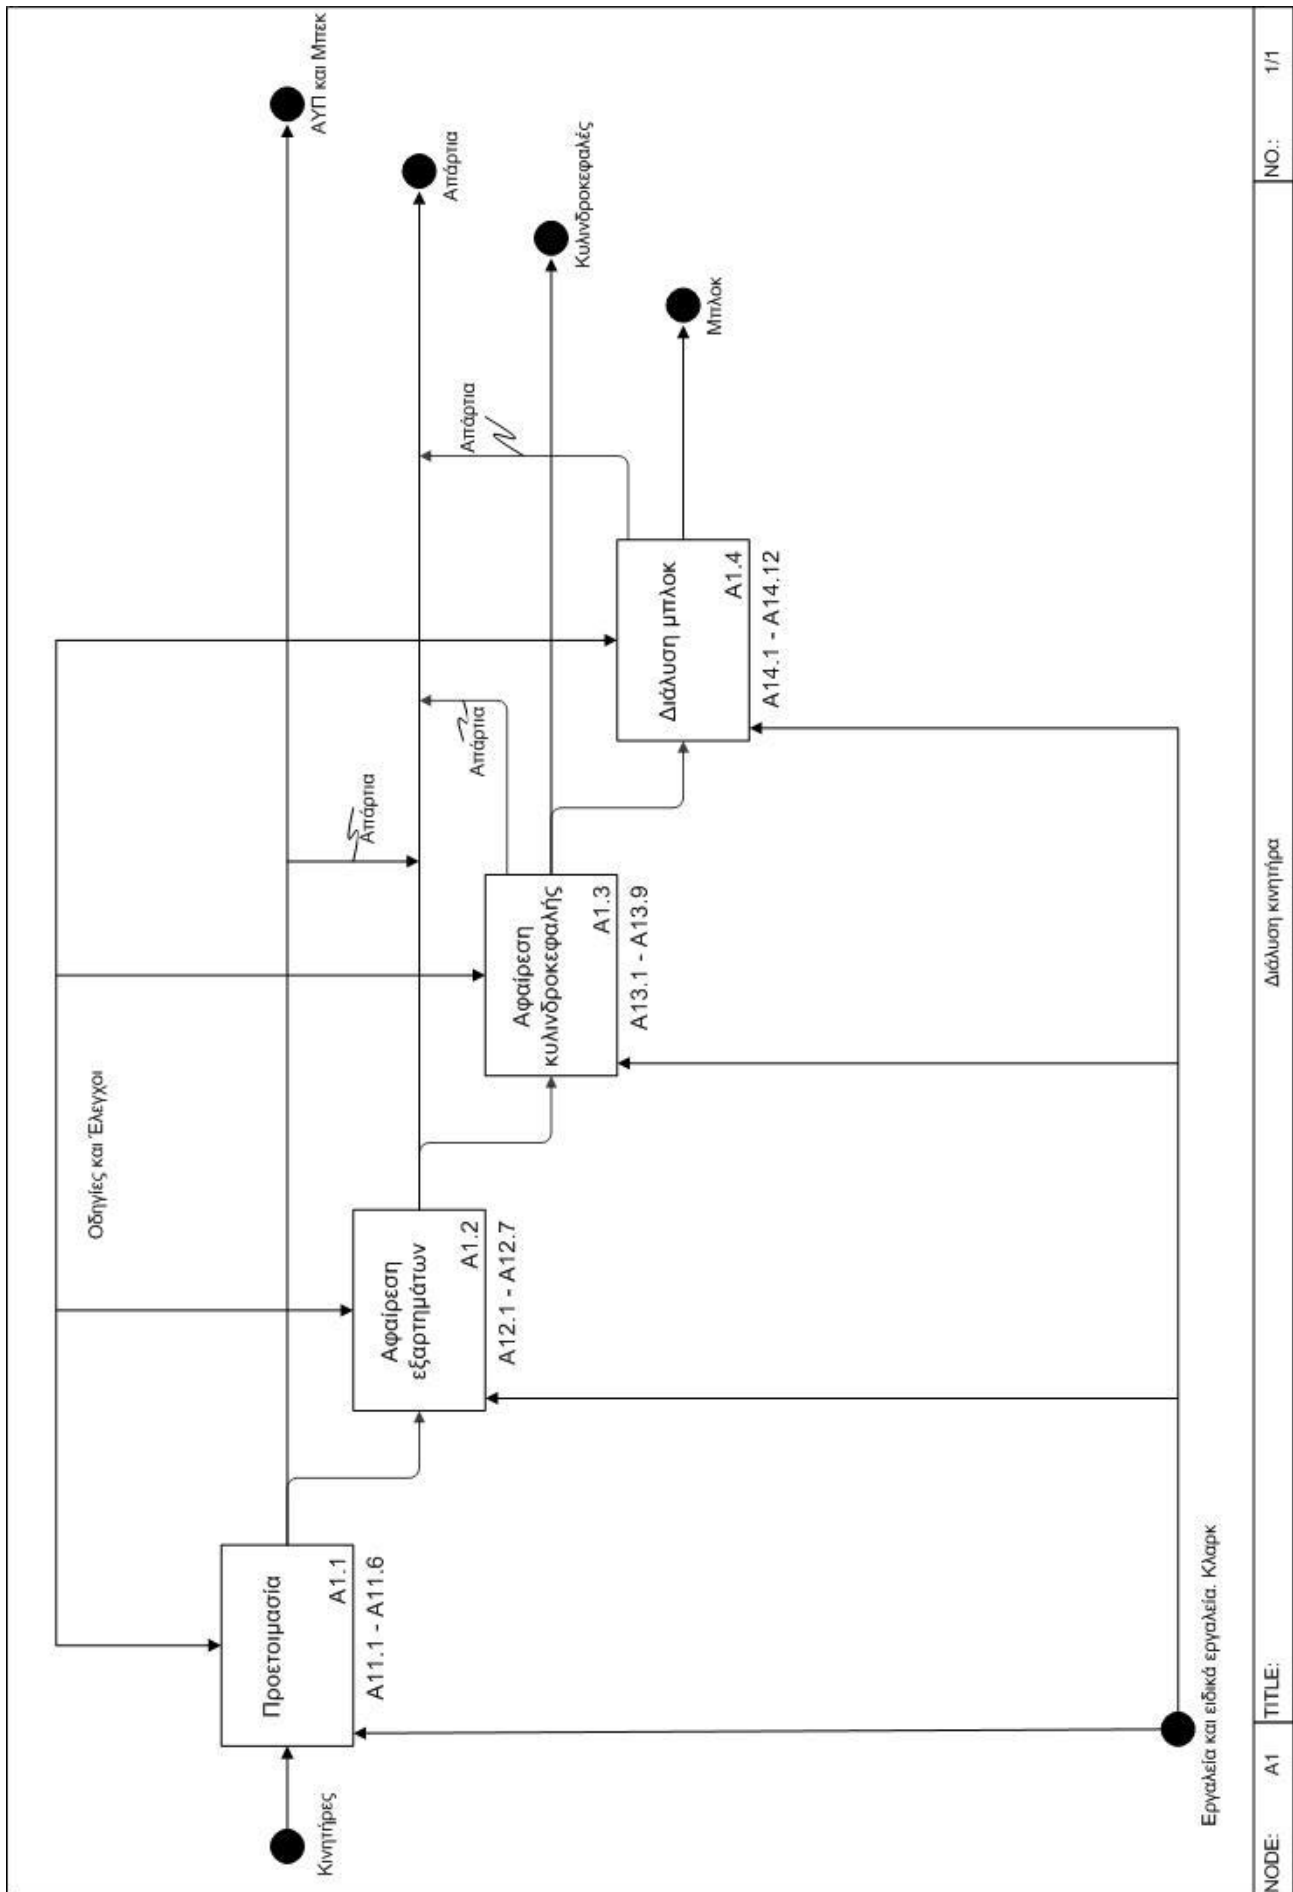 Οδηγίες και Έλεγχοι
Κινητήρες
Προετοιμασία
A1.1
A11.1 - A11.6
Αφαίρεση
εξαρτημάτων
A1.2
A12.1 - A12.7
Αφαίρεση
κυλινδροκεφαλής
A1.3
A13.1 - A13.9
Διάλυση μπλοκ
A1.4
A14.1 - A14.12
Απάρτια
Απάρτια
Απάρτια
ΑΥΠ και Μπεκ
Απάρτια
Κυλινδροκεφαλές
Μπλοκ
Εργαλεία και ειδικά εργαλεία. Κλαρκ
NODE: A1 TITLE: Διάλυση κινητήρα NO.: 1/1